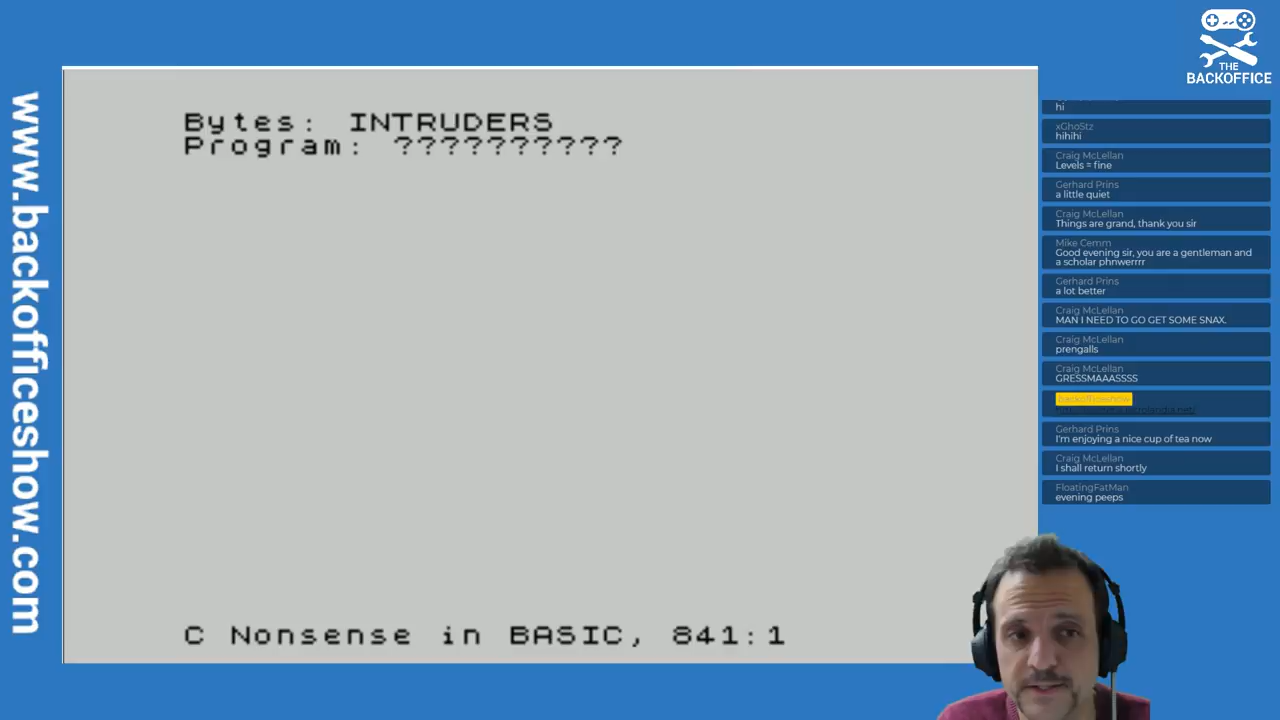 www.backofficeshow.com
Bytes: INTRUDERS
Program: ??????????
C Nonsense in BASIC, 841:1
THE
BACKOFFICE
hi
xGhoStz
hihihi
Craig McLellan
Levels = fine
Gerhard Prins
a little quiet
Craig McLellan
Things are grand, thank you sir
Mike Cemm
Good evening sir, you are a gentleman and
a scholar phnwerrrr
Gerhard Prins
a lot better
Craig McLellan
MAN I NEED TO GO GET SOME SNAX.
Craig McLellan
prengalls
Craig McLellan
GRESSMAAASSSS
backofficeshow
Gerhard Prins
I'm enjoying a nice cup of tea now
Craig McLellan
I shall return shortly
FloatingFatMan
evening peeps